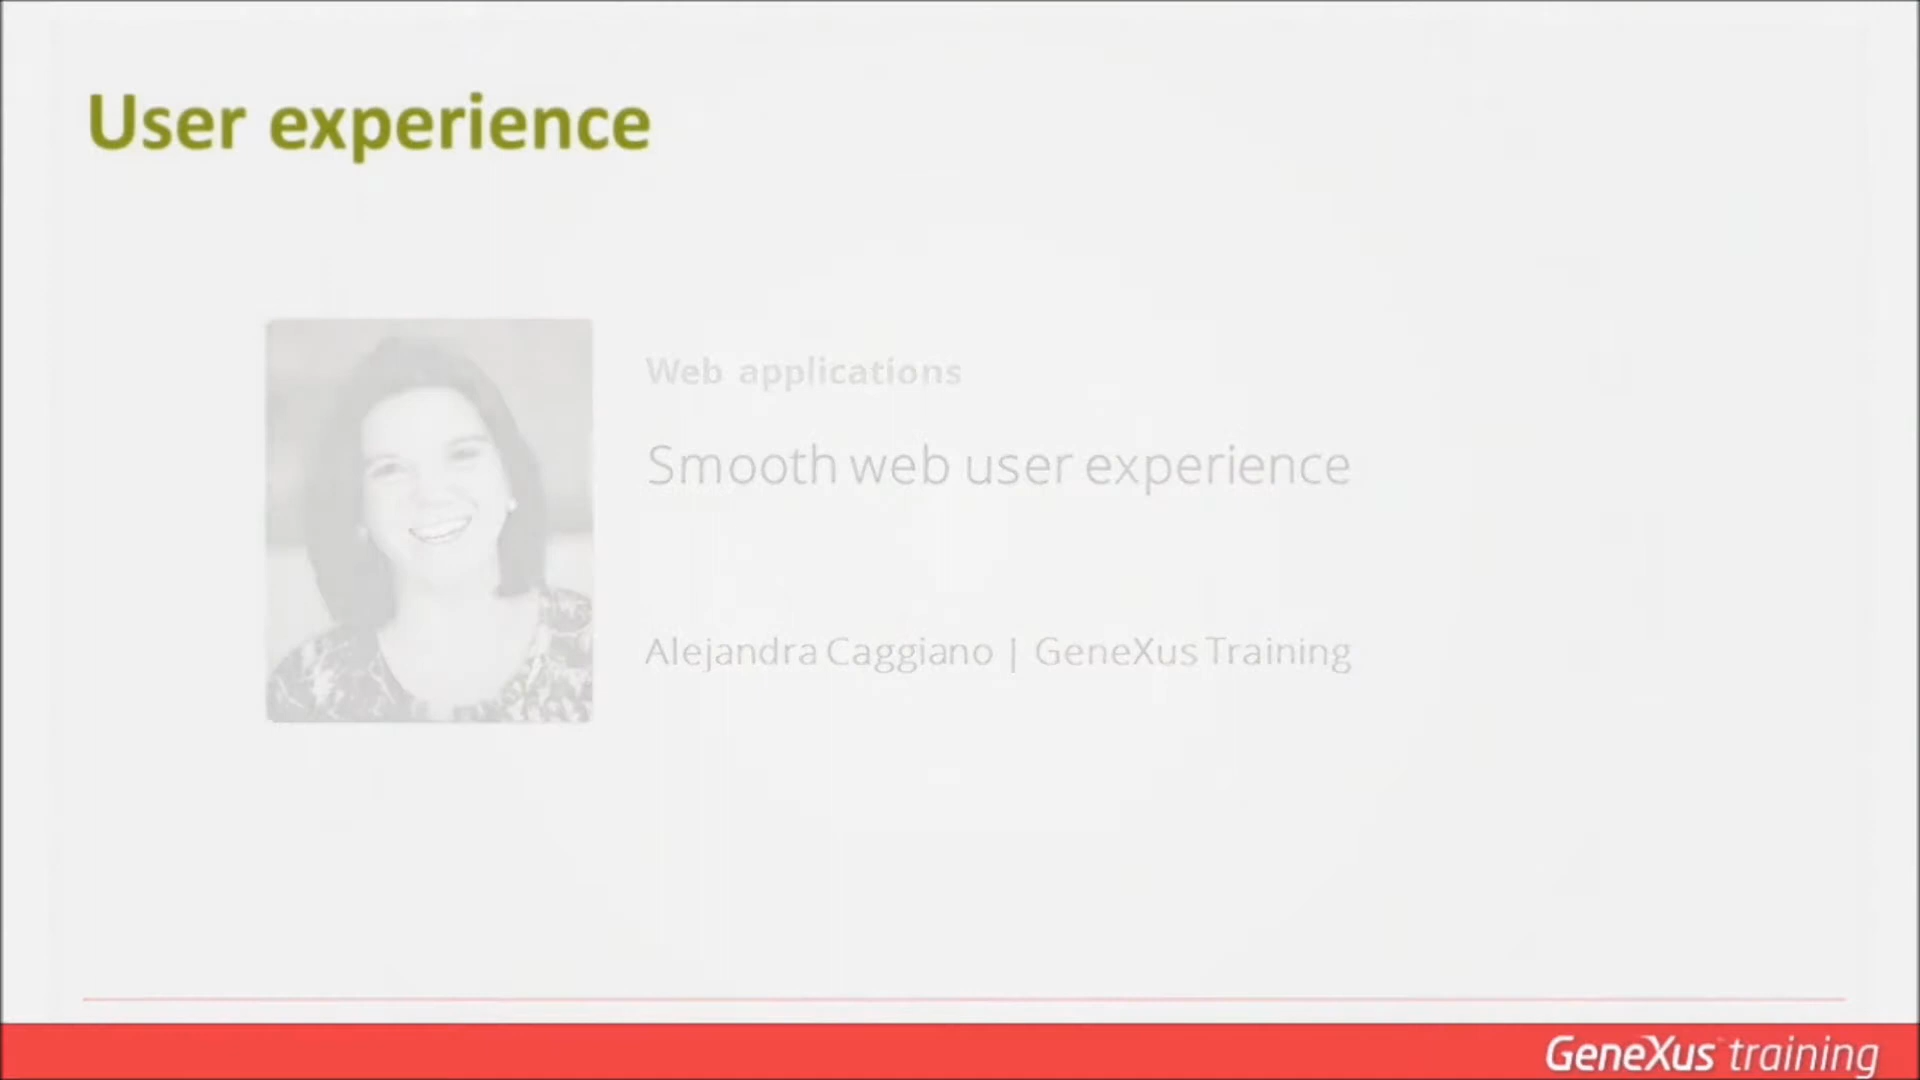 User experience
Web applications
Smooth web user experience
Alejandra Caggiano | GeneXus Training
GeneXus training